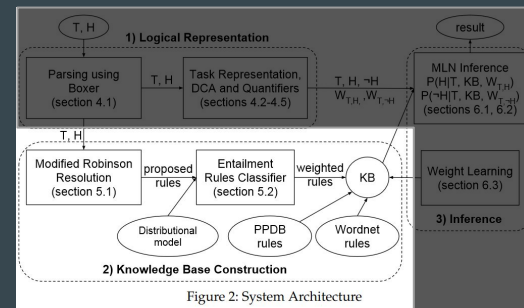 T, H
result
1) Logical Representation
Parsing using
Boxer
(section 4.1)
T, H
Task Representation,
DCA and Quantifiers
(sections 4.2-4.5)
T, H, ¬H
W_T,H, ,W_T,¬H
MLN Inference
P(H|T, KB, W_T,H)
P(¬H|T, KB, W_T,¬H)
(sections 6.1, 6.2)
T, H
Modified Robinson
Resolution
(section 5.1)
proposed
rules
Entailment
Rules Classifier
(section 5.2)
weighted
rules
KB
Weight Learning
(section 6.3)
Distributional
model
PPDB
rules
Wordnet
rules
3) Inference
2) Knowledge Base Construction
Figure 2: System Architecture